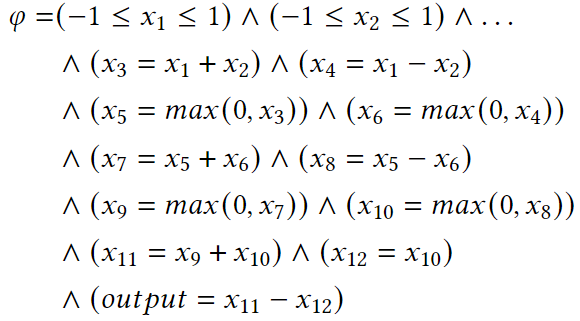 φ =(−1 ≤ x₁ ≤ 1) ∧ (−1 ≤ x₂ ≤ 1) ∧ ...
∧ (x₃ = x₁ + x₂) ∧ (x₄ = x₁ − x₂)
∧ (x₅ = max(0, x₃)) ∧ (x₆ = max(0, x₄))
∧ (x₇ = x₅ + x₆) ∧ (x₈ = x₅ − x₆)
∧ (x₉ = max(0, x₇)) ∧ (x₁₀ = max(0, x₈))
∧ (x₁₁ = x₉ + x₁₀) ∧ (x₁₂ = x₁₀)
∧ (output = x₁₁ − x₁₂)